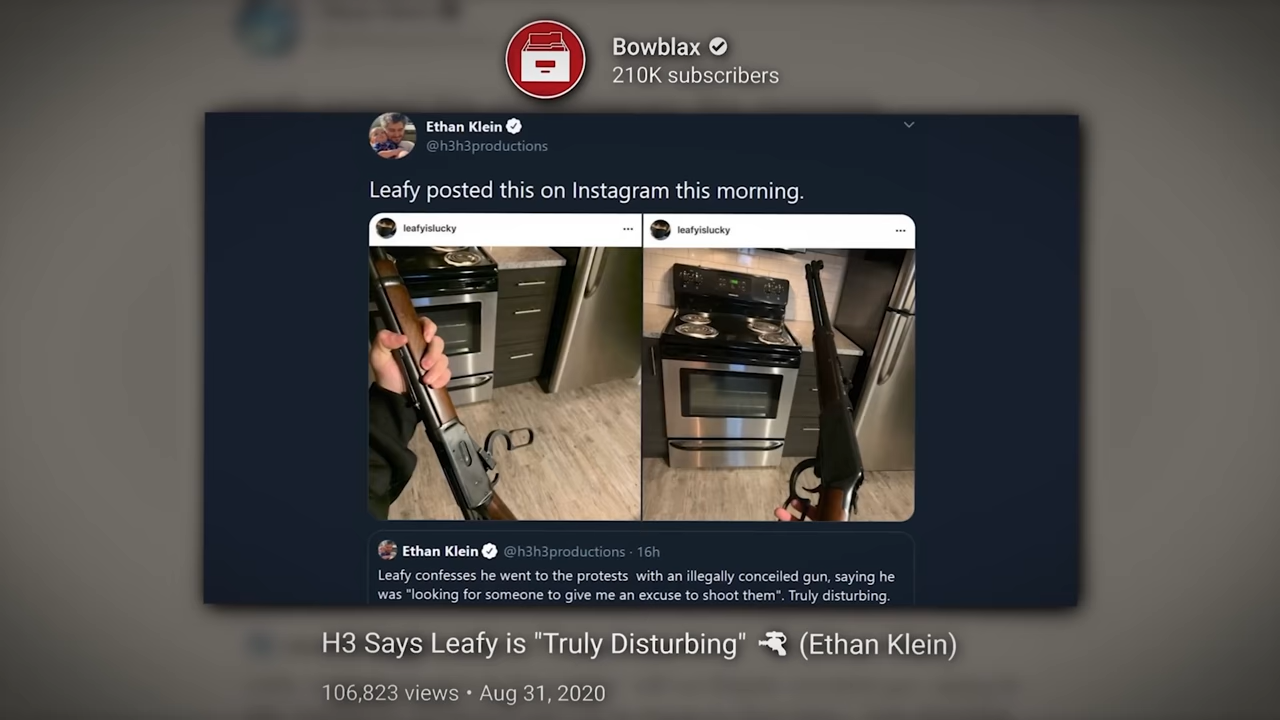 Bowblax
210K subscribers
Ethan Klein
@h3h3productions
Leafy posted this on Instagram this morning.
leafyislucky
leafyislucky
Ethan Klein @h3h3productions · 16h
Leafy confesses he went to the protests with an illegally conceiled gun, saying he
was "looking for someone to give me an excuse to shoot them". Truly disturbing.
H3 Says Leafy is "Truly Disturbing" (Ethan Klein)
106,823 views • Aug 31, 2020